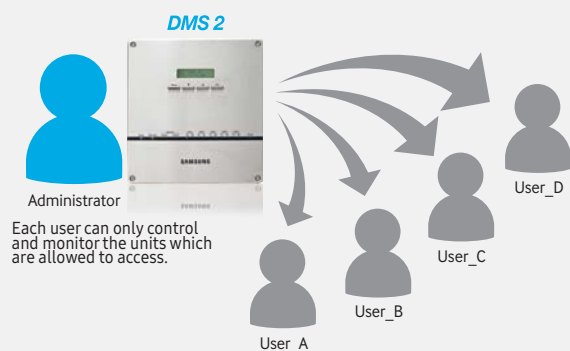 DMS 2
SAMSUNG
Administrator
Each user can only control
and monitor the units which
are allowed to access.
User_A
User_B
User_C
User_D